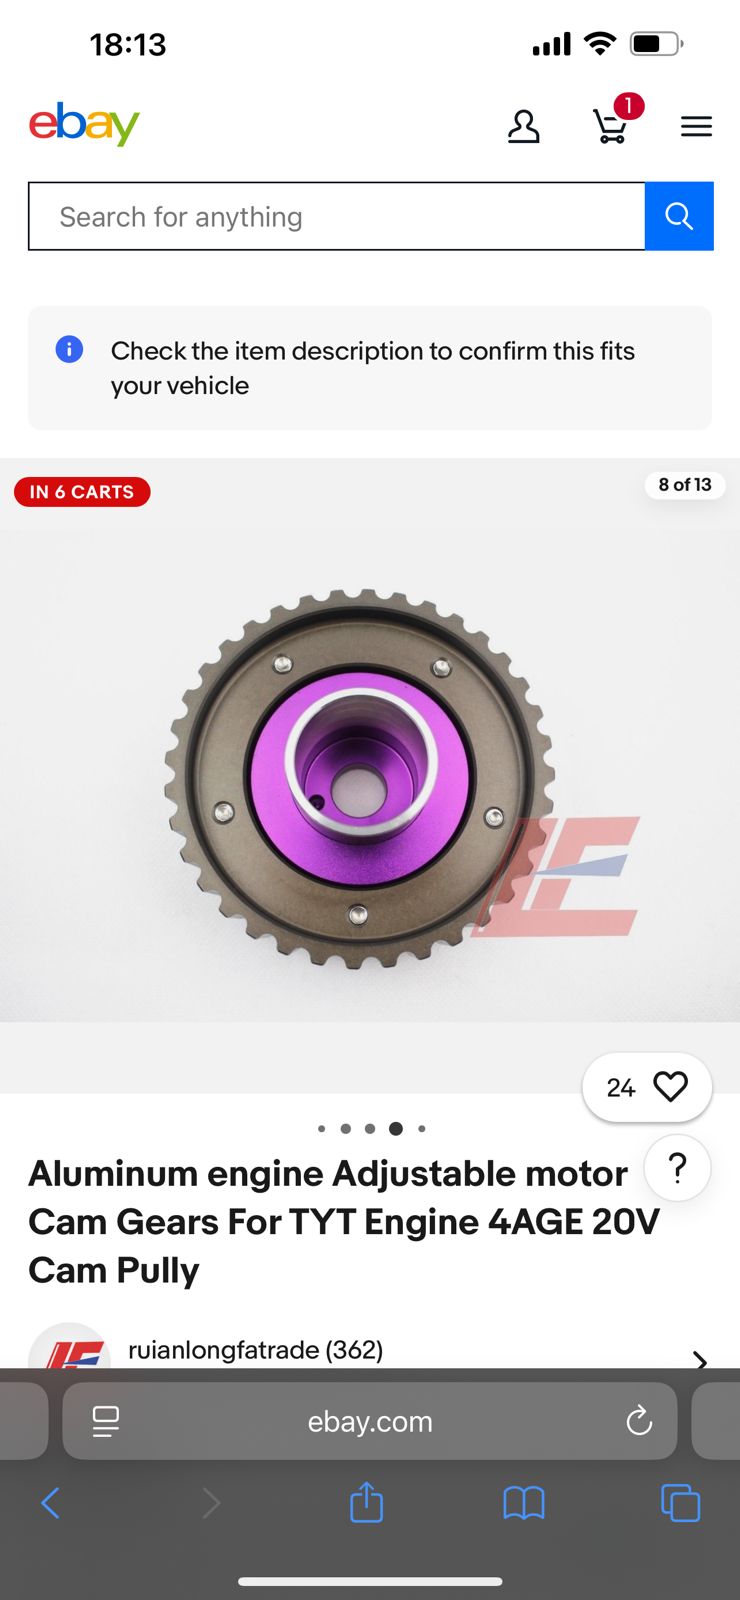 18:13
ebay
1
Search for anything
Check the item description to confirm this fits
your vehicle
IN 6 CARTS
8 of 13
LE
24
?
Aluminum engine Adjustable motor
Cam Gears For TYT Engine 4AGE 20V
Cam Pully
LE
ruianlongfatrade (362)
ebay.com